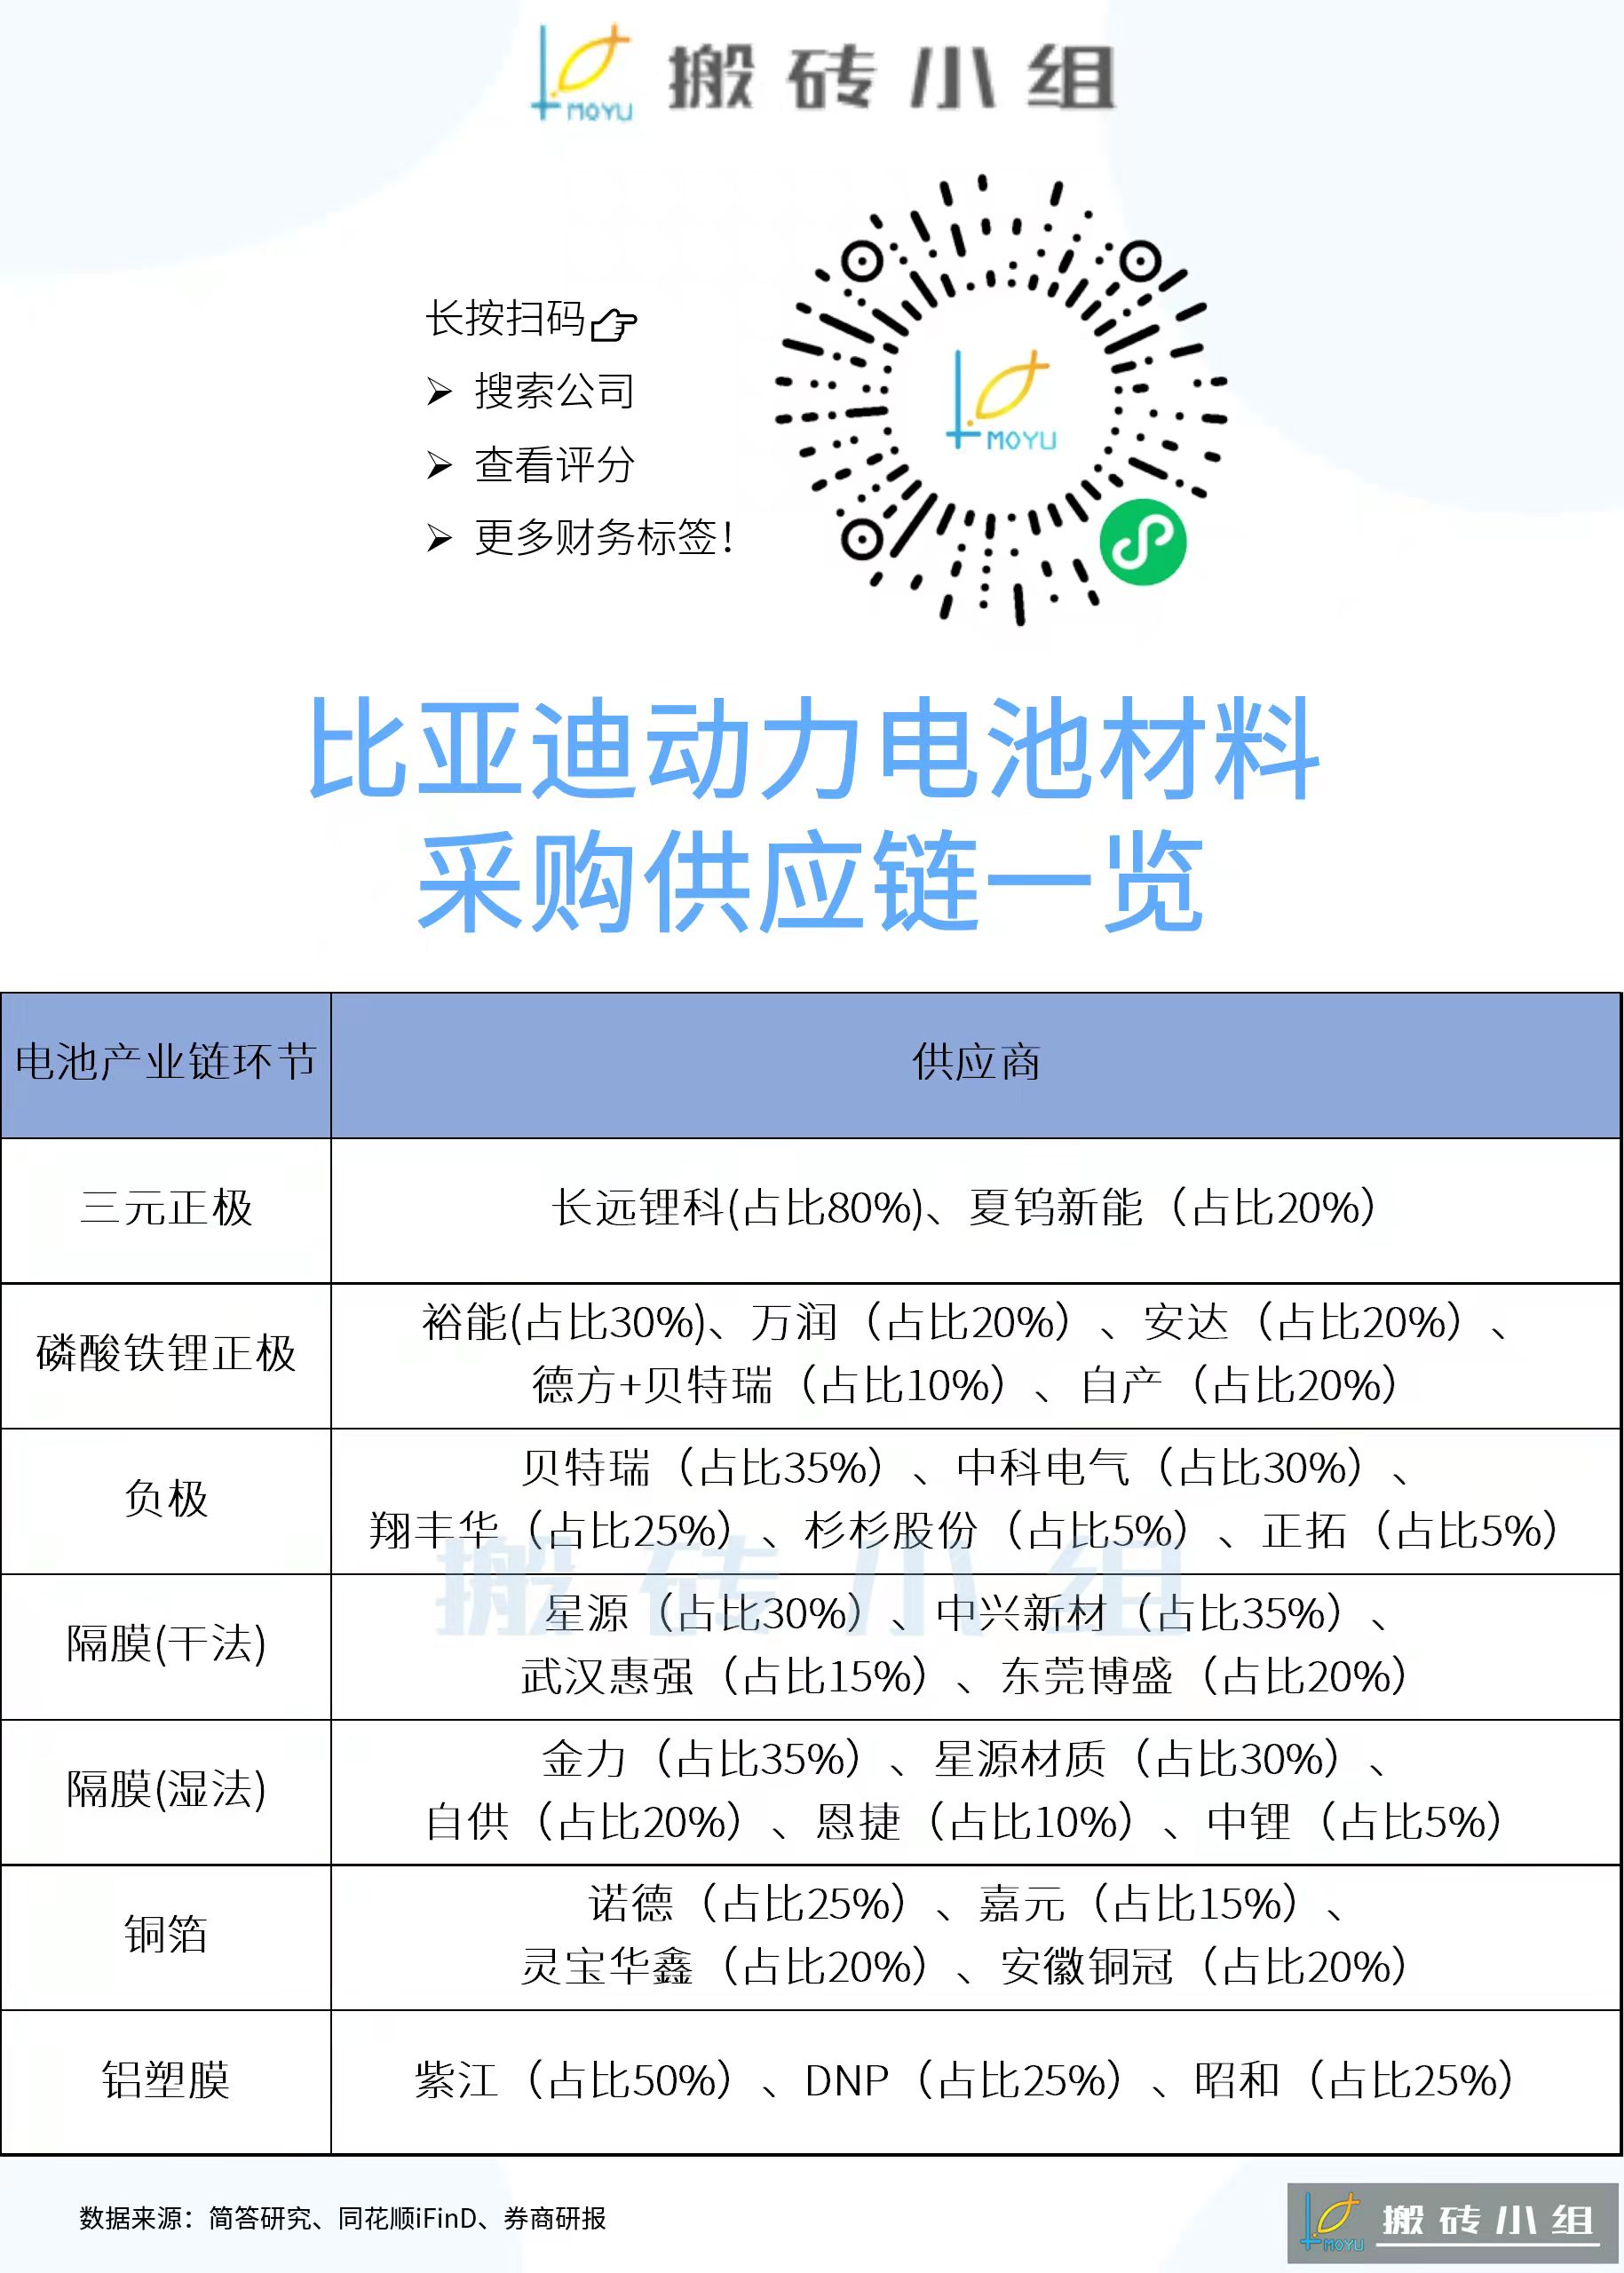 MOYU 搬砖小组
长按扫码
搜索公司
查看评分
更多财务标签！
MOYU
比亚迪动力电池材料
采购供应链一览
电池产业链环节 供应商
三元正极 长远锂科(占比80%)、夏钨新能（占比20%）
磷酸铁锂正极
裕能(占比30%)、万润（占比20%）、安达（占比20%）、
德方+贝特瑞（占比10%）、自产（占比20%）
负极
贝特瑞（占比35%）、中科电气（占比30%）、
翔丰华（占比25%）、杉杉股份（占比5%）、正拓（占比5%）
搬砖小组
隔膜(干法)
星源（占比30%）、中兴新材（占比35%）、
武汉惠强（占比15%）、东莞博盛（占比20%）
隔膜(湿法)
金力（占比35%）、星源材质（占比30%）、
自供（占比20%）、恩捷（占比10%）、中锂（占比5%）
铜箔
诺德（占比25%）、嘉元（占比15%）、
灵宝华鑫（占比20%）、安徽铜冠（占比20%）
铝塑膜 紫江（占比50%）、DNP（占比25%）、昭和（占比25%）
数据来源：简答研究、同花顺iFinD、券商研报
MOYU 搬砖小组